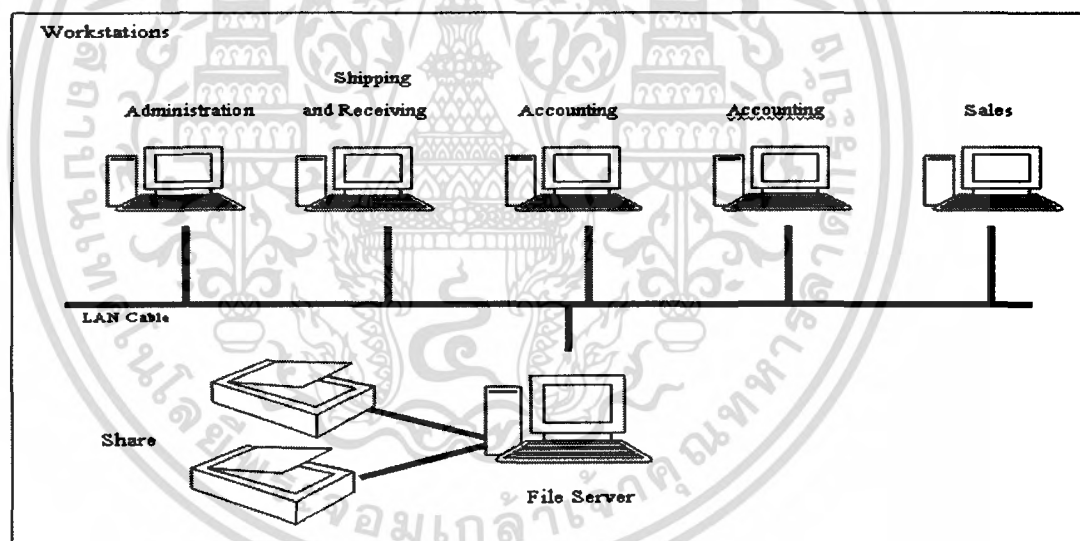 Workstations
Shipping
Administration and Receiving Accounting Accounting Sales
LAN Cable
Share
File Server